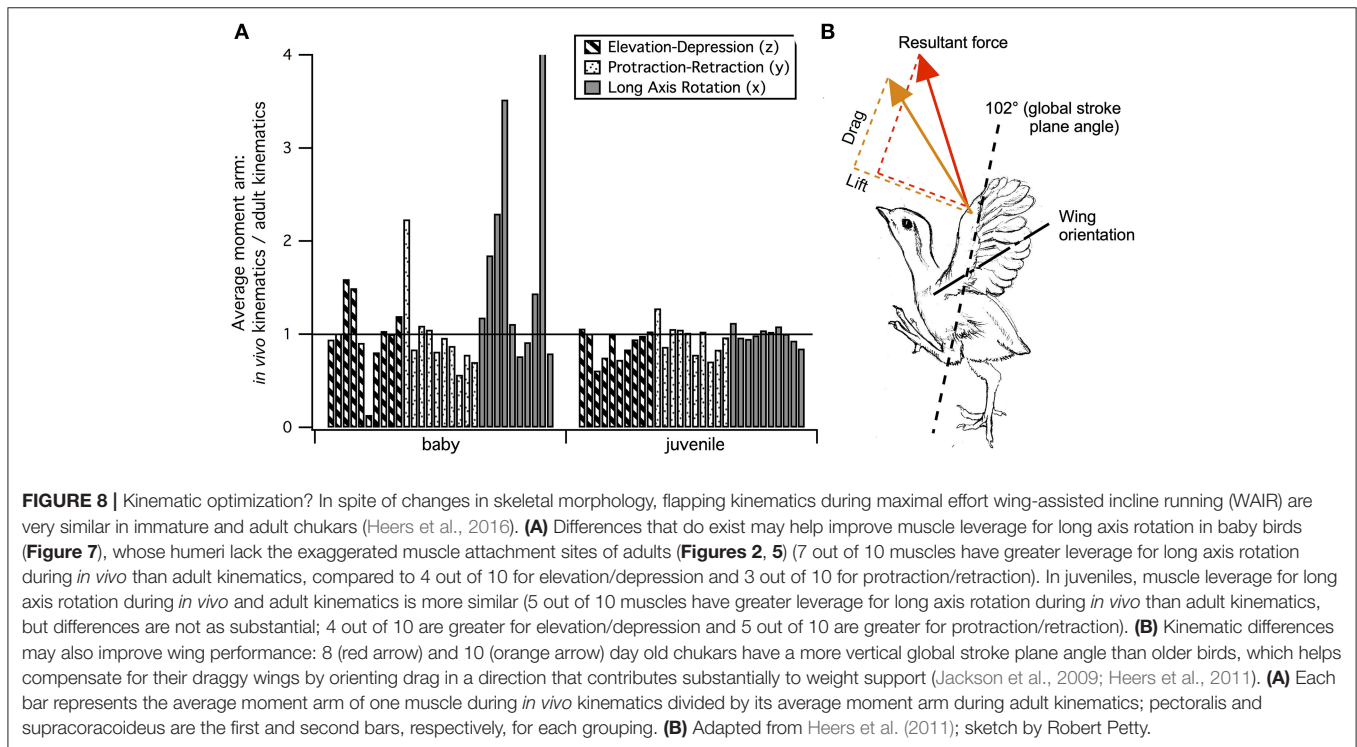 A
Average moment arm:
in vivo kinematics / adult kinematics
4
3
2
1
0
Elevation-Depression (z)
Protraction-Retraction (y)
Long Axis Rotation (x)
baby
juvenile
B
Resultant force
102° (global stroke
plane angle)
Drag
Lift
Wing
orientation
FIGURE 8 | Kinematic optimization? In spite of changes in skeletal morphology, flapping kinematics during maximal effort wing-assisted incline running (WAIR) are
very similar in immature and adult chukars (Heers et al., 2016). (A) Differences that do exist may help improve muscle leverage for long axis rotation in baby birds
(Figure 7), whose humeri lack the exaggerated muscle attachment sites of adults (Figures 2, 5) (7 out of 10 muscles have greater leverage for long axis rotation
during in vivo than adult kinematics, compared to 4 out of 10 for elevation/depression and 3 out of 10 for protraction/retraction). In juveniles, muscle leverage for long
axis rotation during in vivo and adult kinematics is more similar (5 out of 10 muscles have greater leverage for long axis rotation during in vivo than adult kinematics,
but differences are not as substantial; 4 out of 10 are greater for elevation/depression and 5 out of 10 are greater for protraction/retraction). (B) Kinematic differences
may also improve wing performance: 8 (red arrow) and 10 (orange arrow) day old chukars have a more vertical global stroke plane angle than older birds, which helps
compensate for their draggy wings by orienting drag in a direction that contributes substantially to weight support (Jackson et al., 2009; Heers et al., 2011). (A) Each
bar represents the average moment arm of one muscle during in vivo kinematics divided by its average moment arm during adult kinematics; pectoralis and
supracoracoideus are the first and second bars, respectively, for each grouping. (B) Adapted from Heers et al. (2011); sketch by Robert Petty.